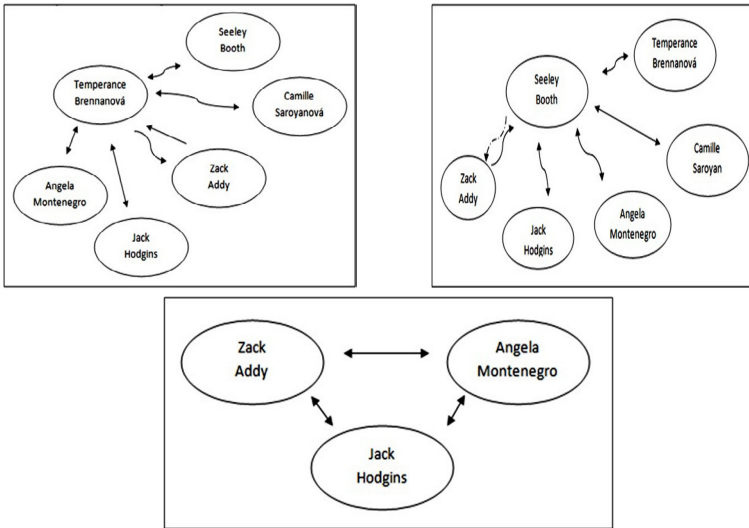 Seeley
Booth
Temperance
Brennanová
Camille
Saroyanová
Zack
Addy
Angela
Montenegro
Jack
Hodgins
Temperance
Brennanová
Seeley
Booth
Camille
Saroyan
Zack
Addy
Angela
Montenegro
Jack
Hodgins
Zack
Addy
Angela
Montenegro
Jack
Hodgins